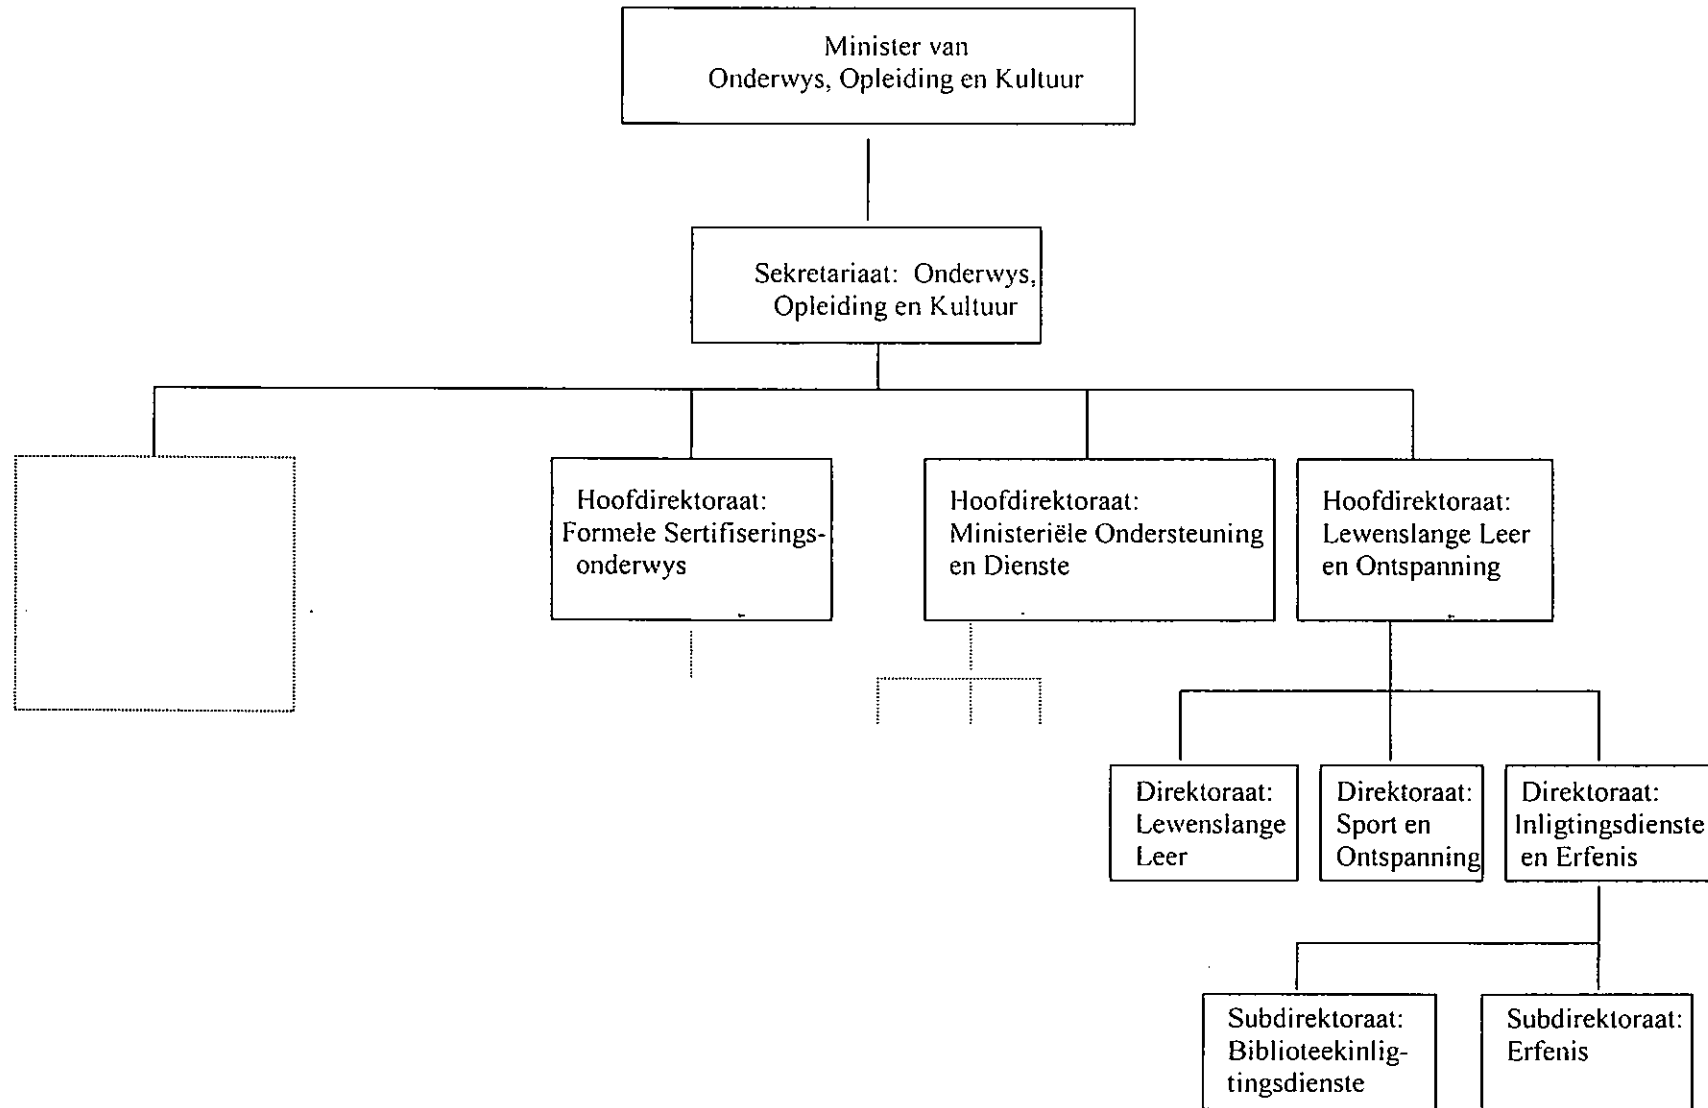 Minister van
Onderwys, Opleiding en Kultuur
Sekretariaat: Onderwys,
Opleiding en Kultuur
Hoofdirektoraat:
Formele Sertifiserings-
onderwys
Hoofdirektoraat:
Ministeriële Ondersteuning
en Dienste
Hoofdirektoraat:
Lewenslange Leer
en Ontspanning
Direktoraat:
Lewenslange
Leer
Direktoraat:
Sport en
Ontspanning
Direktoraat:
Inligtingsdienste
en Erfenis
Subdirektoraat:
Biblioteekinlig-
tingsdienste
Subdirektoraat:
Erfenis